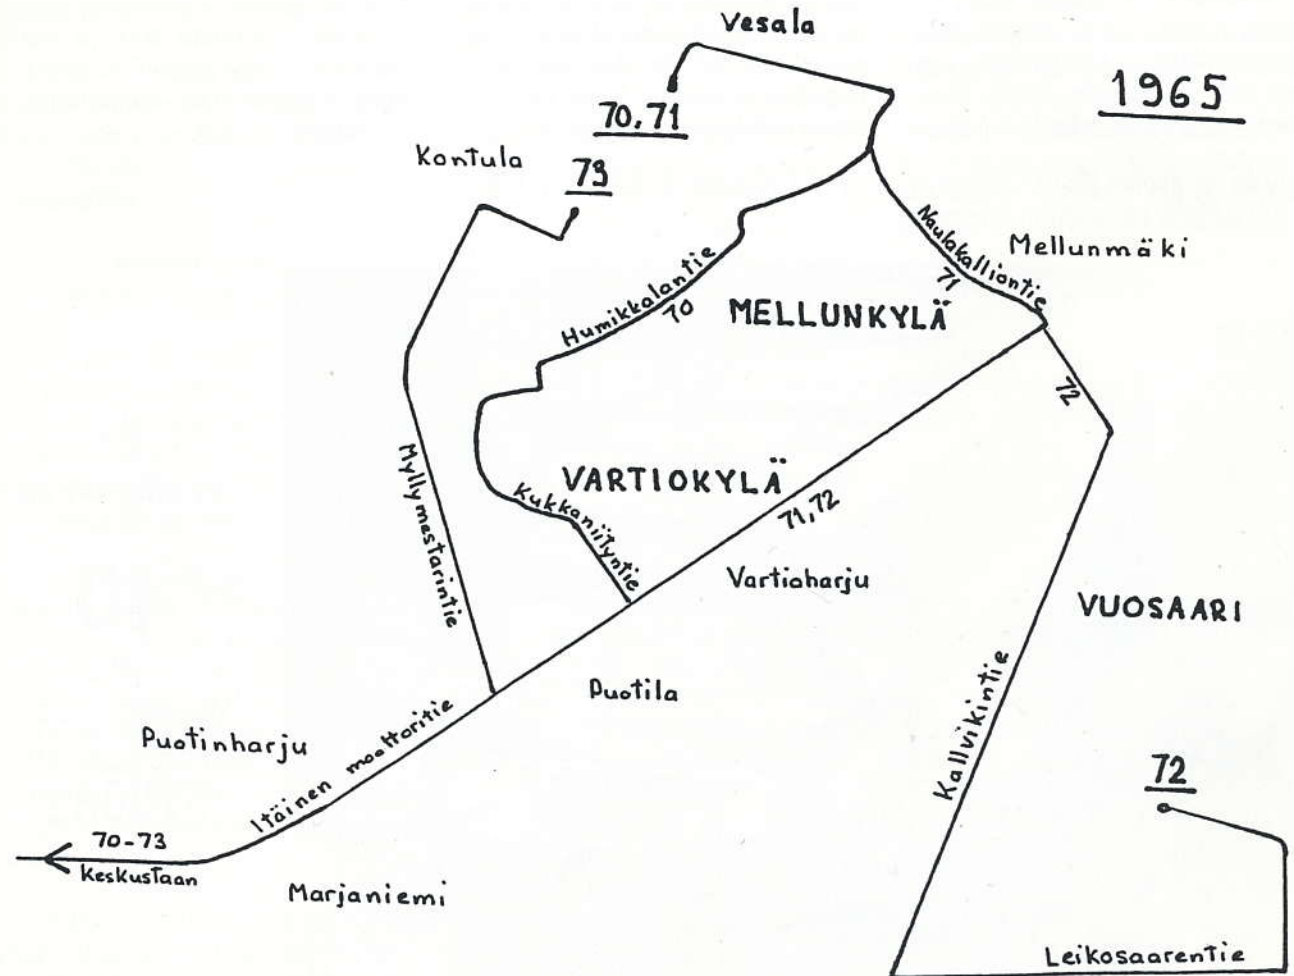 Vesala
1965
70,71
Kontula
73
Naulakalliontie
71
Mellunmäki
Humikkalantie
70
MELLUNKYLÄ
72
Myllymestarintie
VARTIOKYLÄ
Kukkaniityntie
71,72
Vartioharju
VUOSAARI
Puotila
Kallvikintie
Puotinharju
Itäinen moottoritie
72
70-73
Keskustaan
Marjaniemi
Leikosaarentie